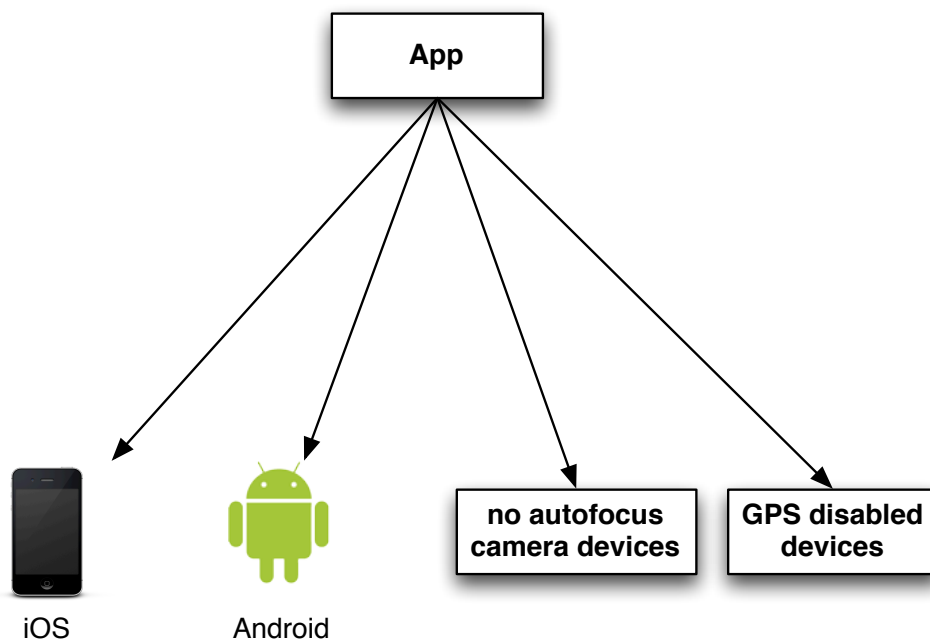 App
no autofocus
camera devices
GPS disabled
devices
iOS
Android